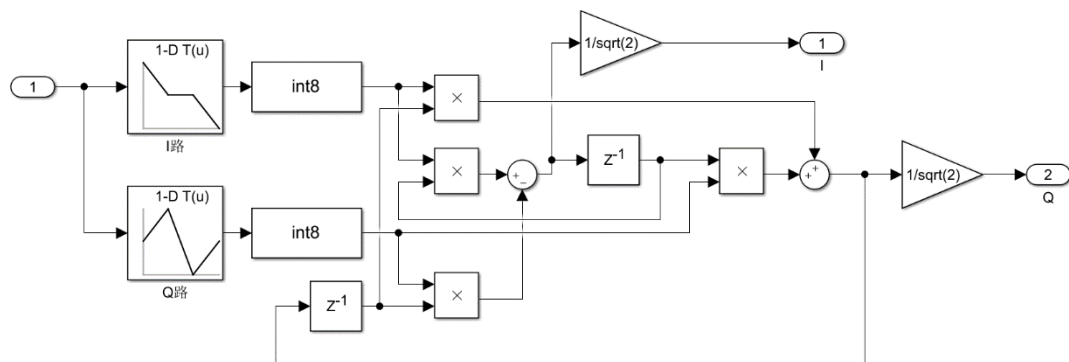 1/sqrt(2)
1
I
1
1-D T(u)
I路
int8
×
×
+
−
Z-1
×
+
+
1/sqrt(2)
2
Q
1-D T(u)
Q路
int8
×
Z-1